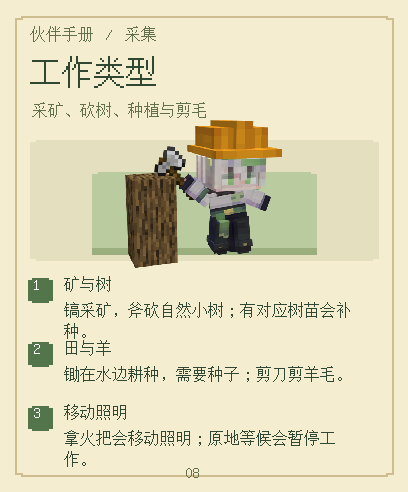 伙伴手册 / 采集
工作类型
采矿、砍树、种植与剪毛
1 矿与树
镐采矿，斧砍自然小树；有对应树苗会补
种。
2 田与羊
锄在水边耕种，需要种子；剪刀剪羊毛。
3 移动照明
拿火把会移动照明；原地等候会暂停工
作。
08